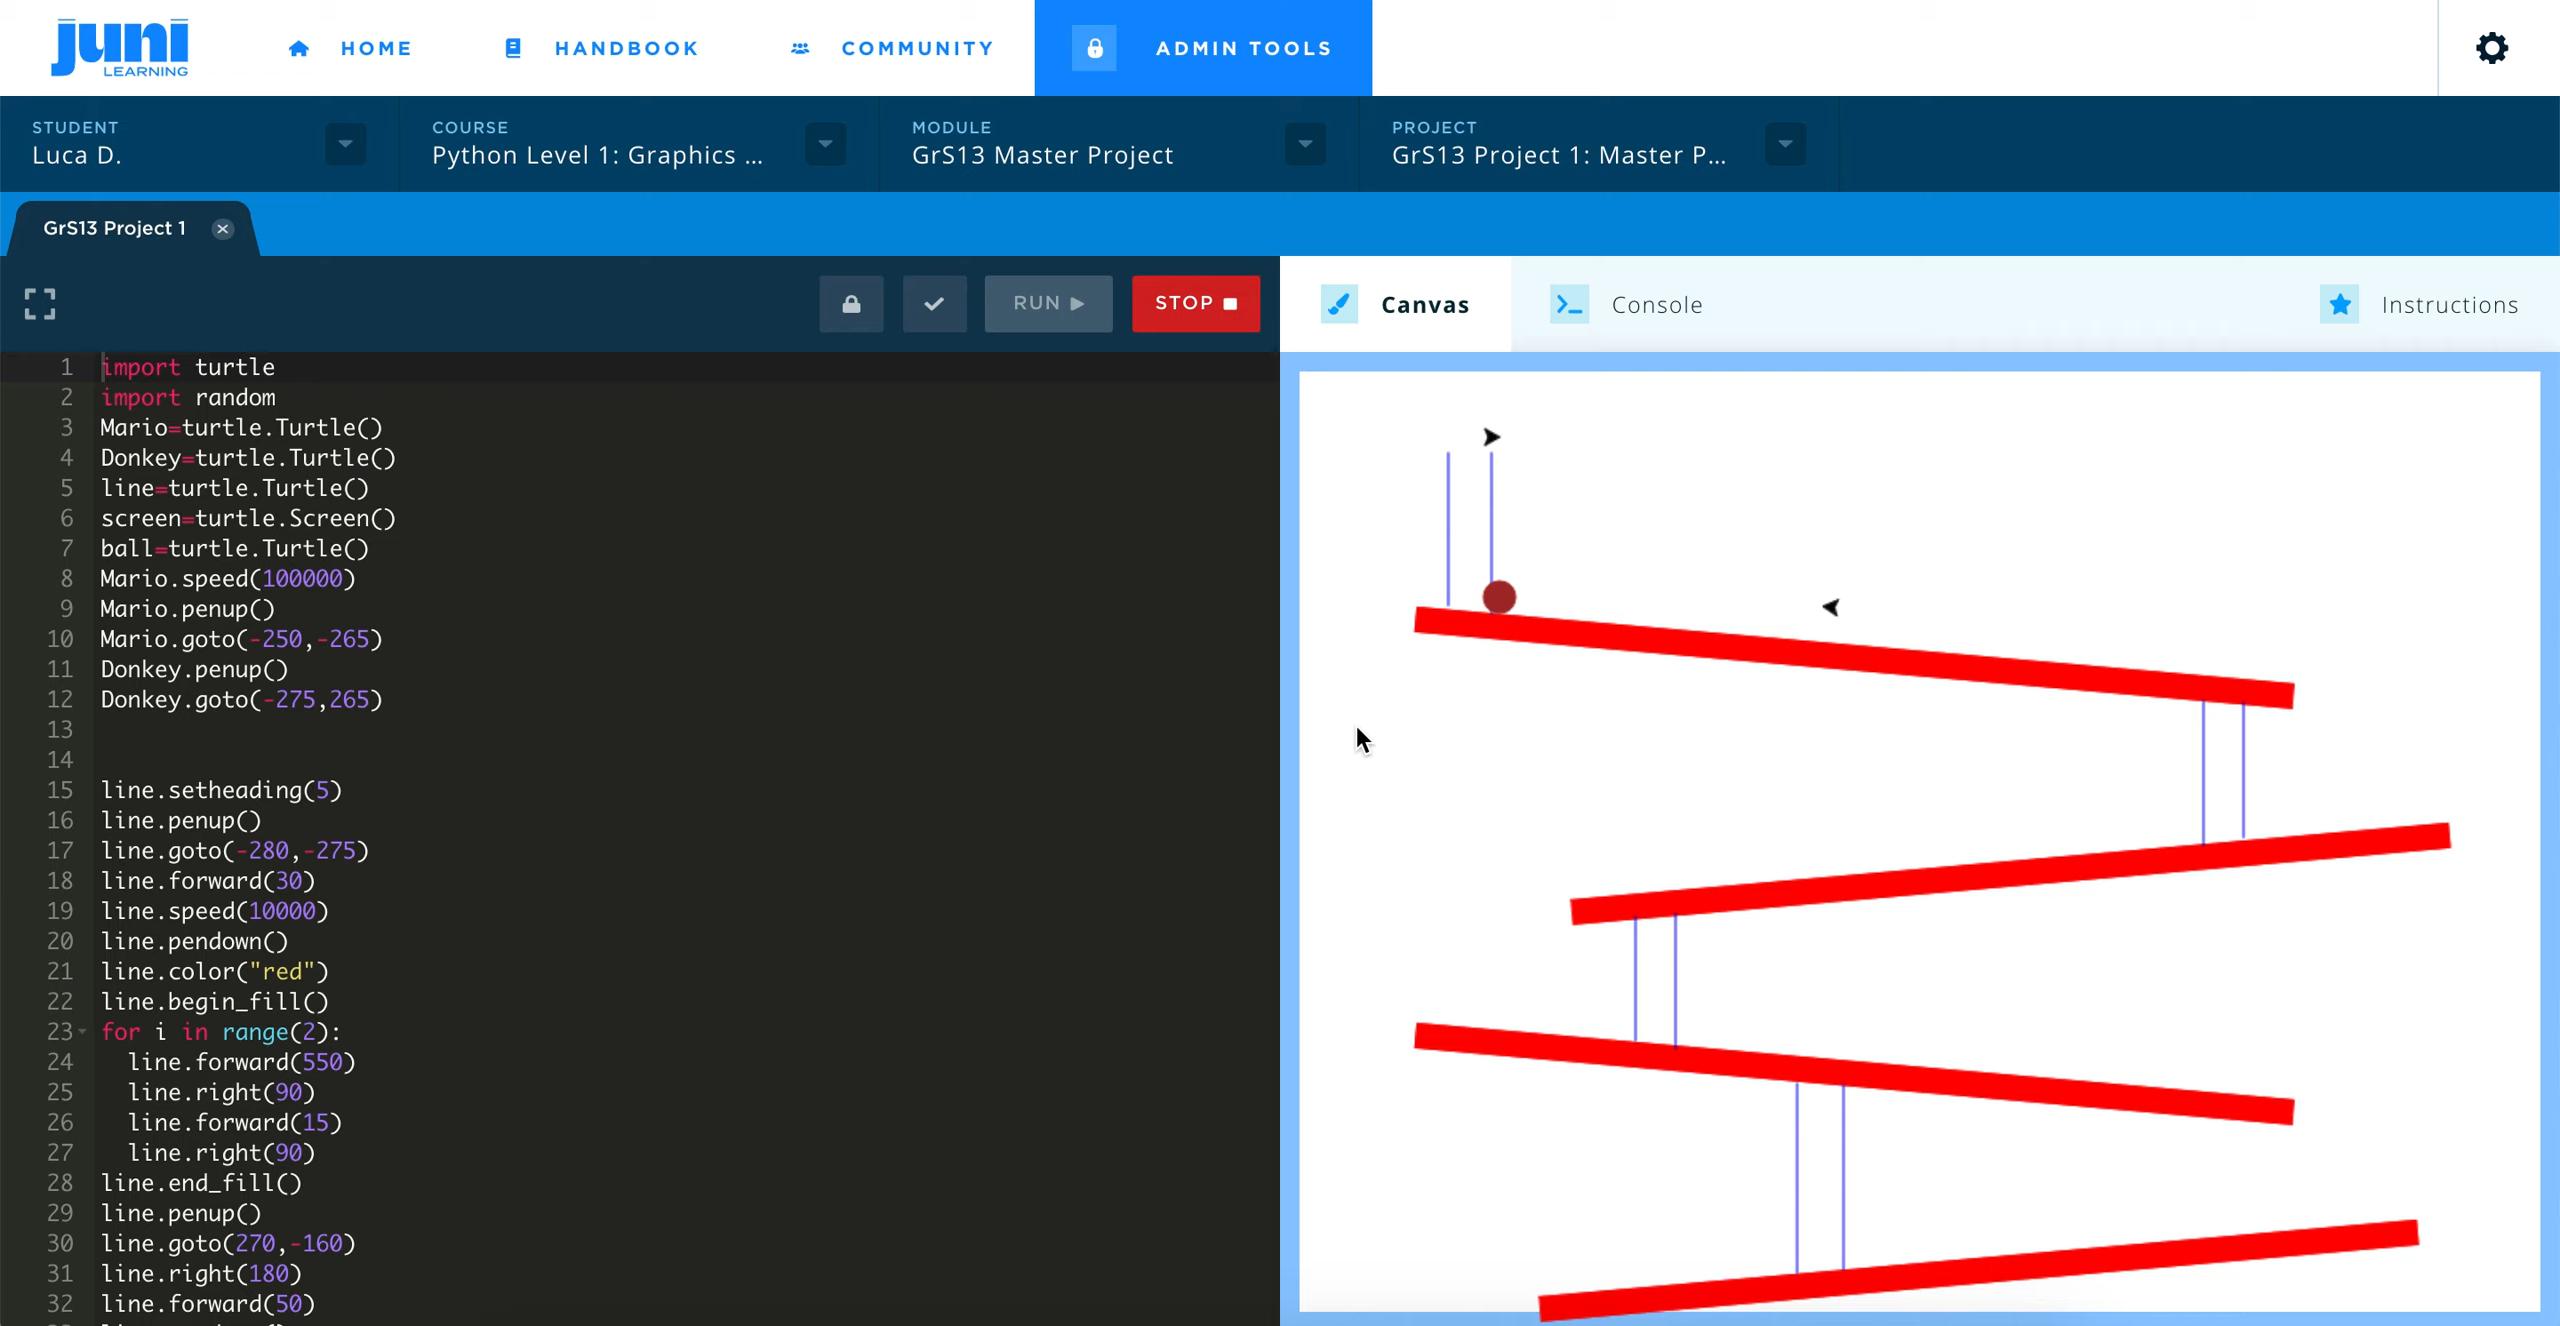 juni
LEARNING
HOME
HANDBOOK
COMMUNITY
ADMIN TOOLS
STUDENT
Luca D.
COURSE
Python Level 1: Graphics ...
MODULE
GrS13 Master Project
PROJECT
GrS13 Project 1: Master P...
GrS13 Project 1
RUN
STOP
Canvas
Console
Instructions
1 import turtle
2 import random
3 Mario=turtle.Turtle()
4 Donkey=turtle.Turtle()
5 line=turtle.Turtle()
6 screen=turtle.Screen()
7 ball=turtle.Turtle()
8 Mario.speed(100000)
9 Mario.penup()
10 Mario.goto(-250,-265)
11 Donkey.penup()
12 Donkey.goto(-275,265)
13
14
15 line.setheading(5)
16 line.penup()
17 line.goto(-280,-275)
18 line.forward(30)
19 line.speed(10000)
20 line.pendown()
21 line.color("red")
22 line.begin_fill()
23 for i in range(2):
24   line.forward(550)
25   line.right(90)
26   line.forward(15)
27   line.right(90)
28 line.end_fill()
29 line.penup()
30 line.goto(270,-160)
31 line.right(180)
32 line.forward(50)